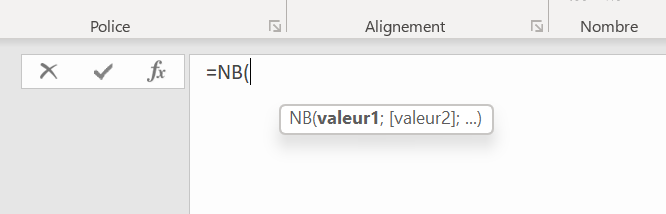 Police
Alignement
Nombre
fx
=NB(
NB(valeur1; [valeur2]; ...)